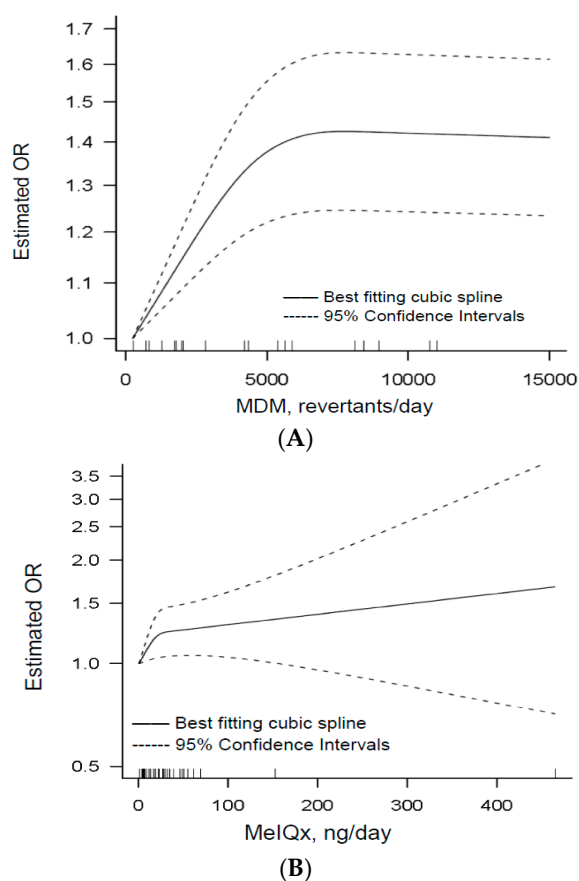 1.7
1.6
1.5
1.4
1.3
1.2
1.1
1.0
Estimated OR
Best fitting cubic spline
95% Confidence Intervals
0 5000 10000 15000
MDM, revertants/day
(A)
3.5
3.0
2.5
2.0
1.5
1.0
0.5
Estimated OR
Best fitting cubic spline
95% Confidence Intervals
0 100 200 300 400
MeIQx, ng/day
(B)